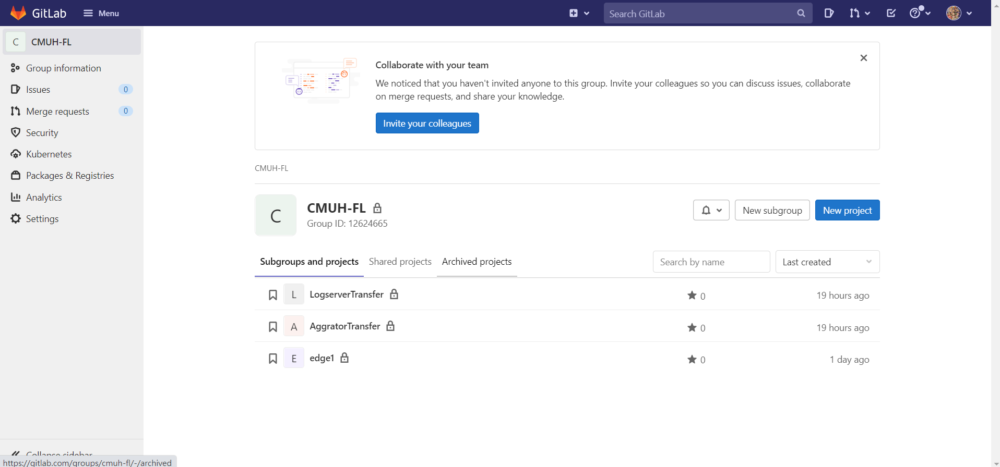 GitLab
Menu
Search GitLab
C CMUH-FL
Group information
Issues 0
Merge requests 0
Security
Kubernetes
Packages & Registries
Analytics
Settings
Collapse sidebar
https://gitlab.com/groups/cmuh-fl/-/archived
Collaborate with your team
We noticed that you haven't invited anyone to this group. Invite your colleagues so you can discuss issues, collaborate
on merge requests, and share your knowledge.
Invite your colleagues
CMUH-FL
C
CMUH-FL
Group ID: 12624665
New subgroup
New project
Subgroups and projects Shared projects Archived projects
Search by name
Last created
L LogserverTransfer 0 19 hours ago
A AggratorTransfer 0 19 hours ago
E edge1 0 1 day ago